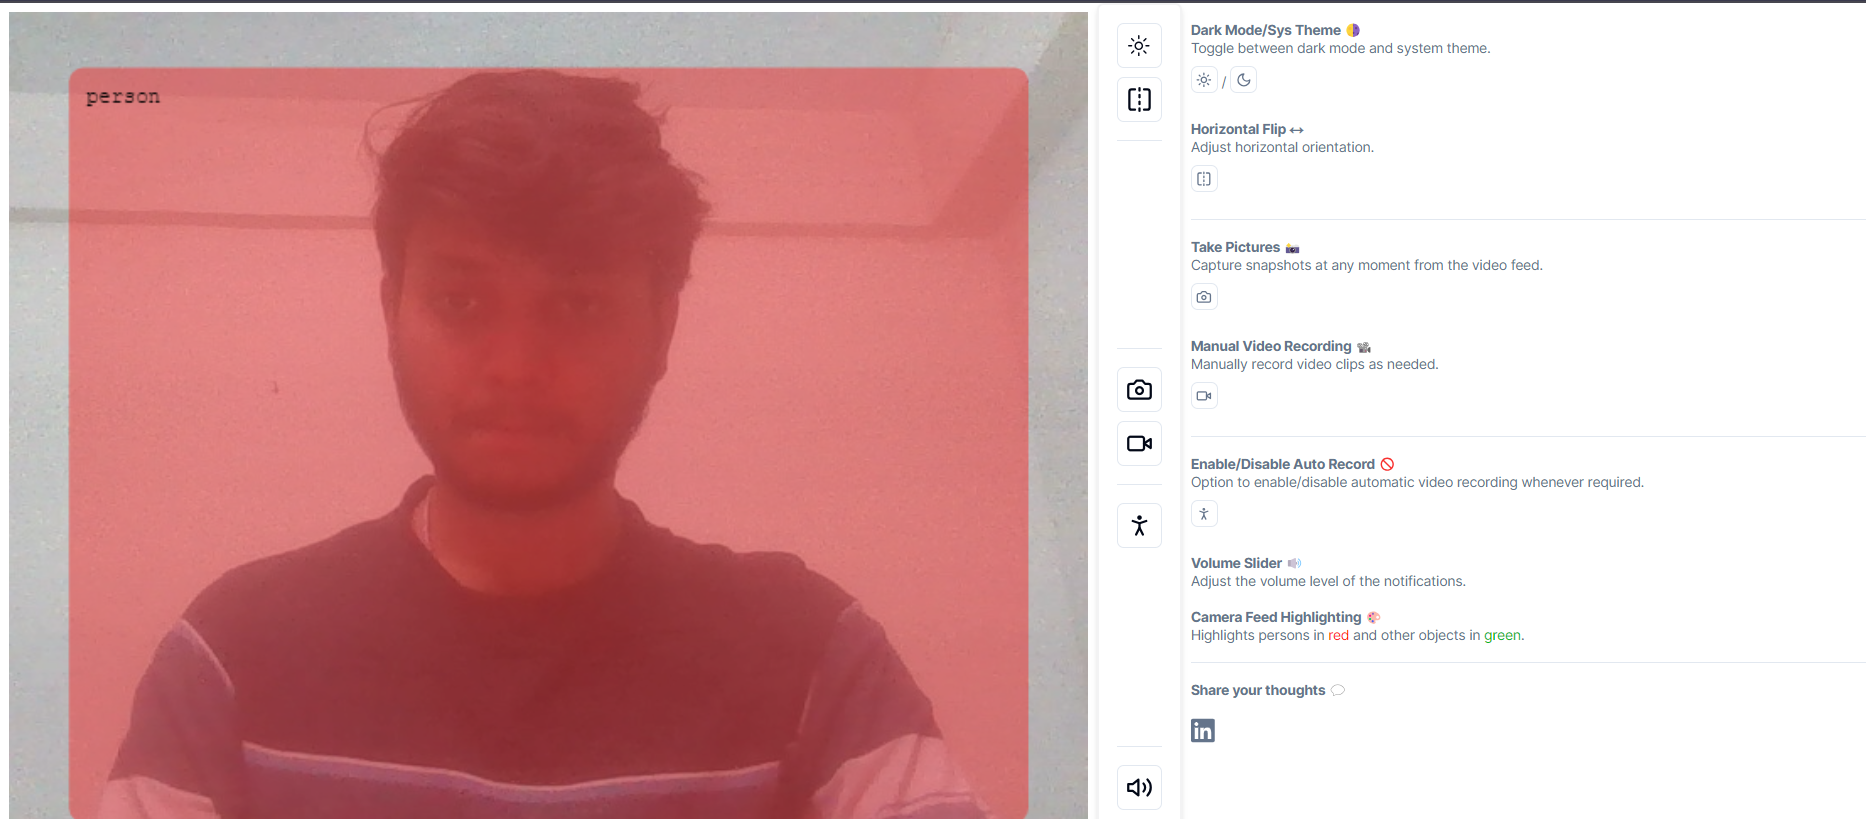 person
Dark Mode/Sys Theme 🌗
Toggle between dark mode and system theme.
/
Horizontal Flip ↔
Adjust horizontal orientation.
Take Pictures 📸
Capture snapshots at any moment from the video feed.
Manual Video Recording 📽
Manually record video clips as needed.
Enable/Disable Auto Record 🚫
Option to enable/disable automatic video recording whenever required.
Volume Slider 🔊
Adjust the volume level of the notifications.
Camera Feed Highlighting 🎨
Highlights persons in red and other objects in green.
Share your thoughts 💬
in